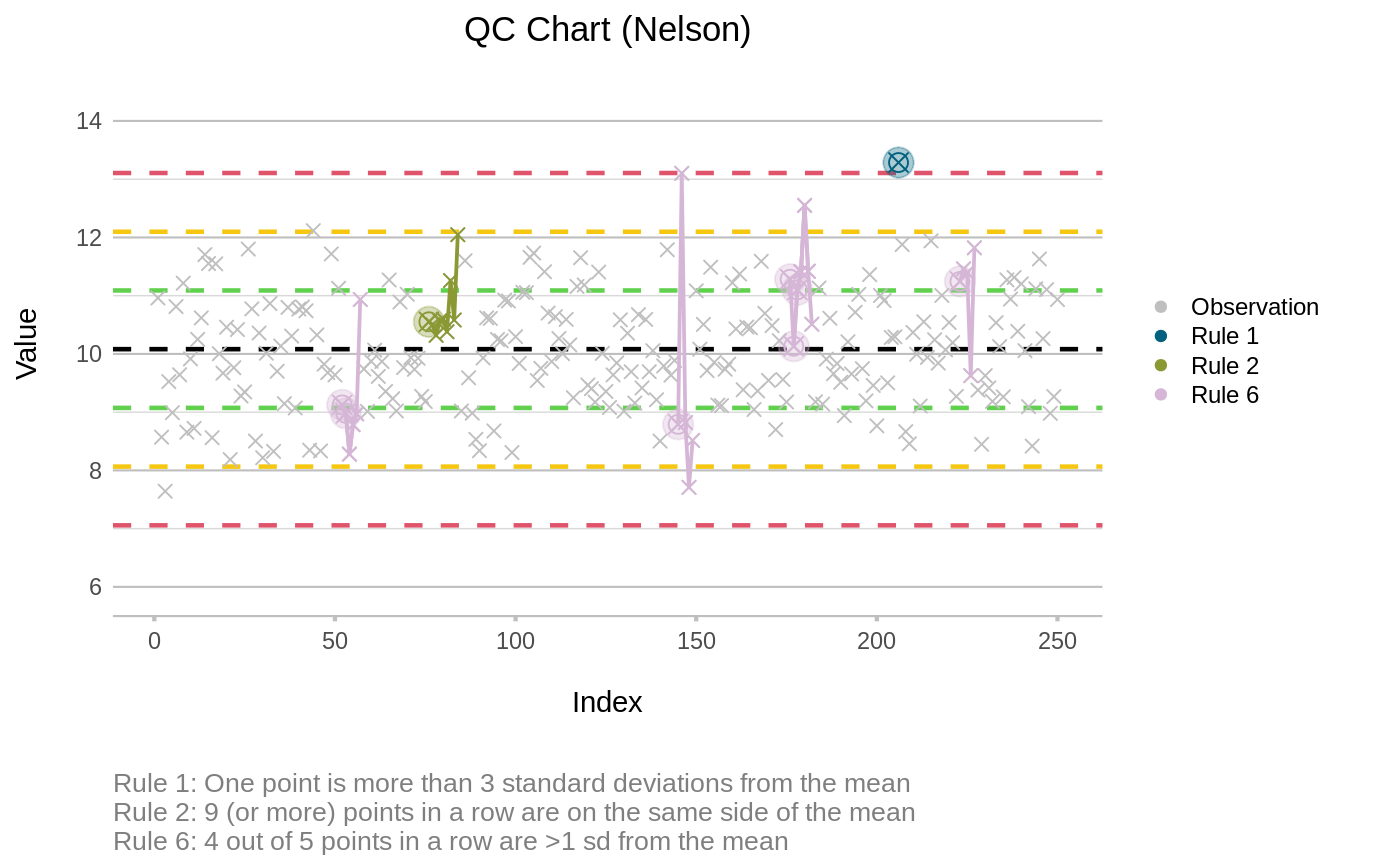 QC Chart (Nelson)
14
12
10
8
6
Value
0 50 100 150 200 250
Index
Observation
Rule 1
Rule 2
Rule 6
Rule 1: One point is more than 3 standard deviations from the mean
Rule 2: 9 (or more) points in a row are on the same side of the mean
Rule 6: 4 out of 5 points in a row are >1 sd from the mean